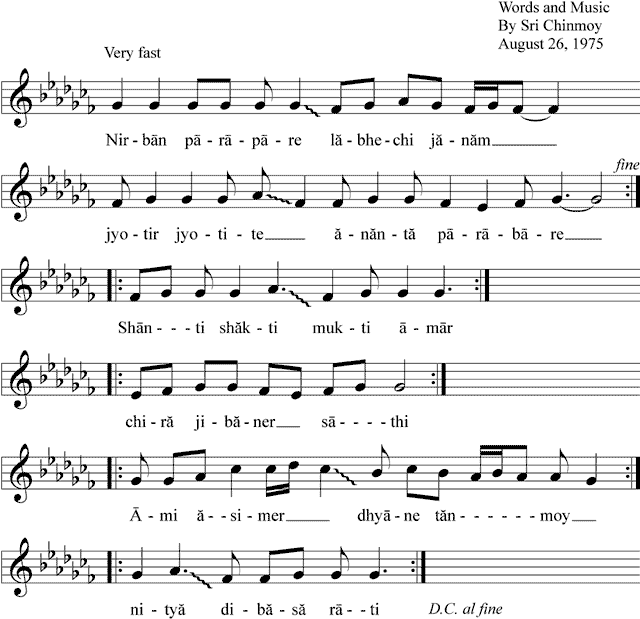 Words and Music
By Sri Chinmoy
August 26, 1975
Very fast
Nir-bān pā-rā-pā-re lă-bhe-chi jă-năm
fine
jyo-tir jyo-ti-te ă-năn-tă pā-rā-bā-re
Shān----ti shăk-ti muk-ti ā-mār
chi-ră ji-bă-ner sā----thi
Ā-mi ă--si-mer dhyā-ne tăn------moy
ni-tyă di-bă-să rā-ti D.C. al fine